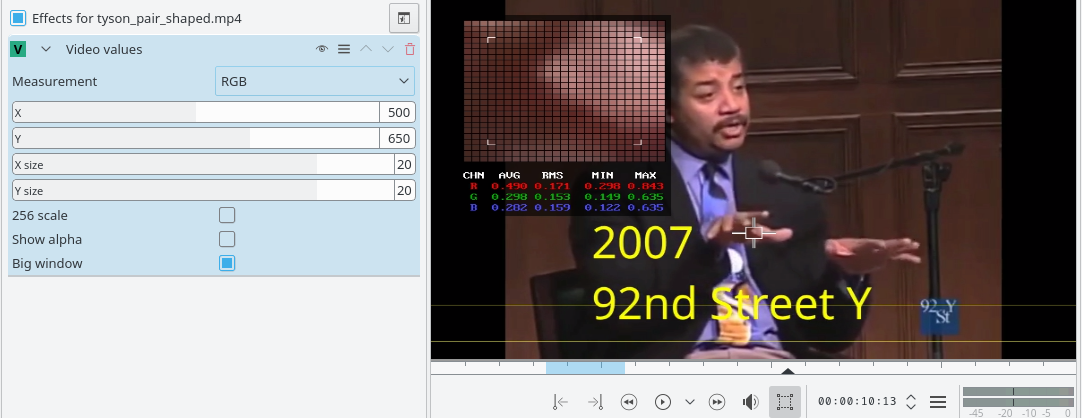 Effects for tyson_pair_shaped.mp4
V Video values
Measurement RGB
X 500
Y 650
X size 20
Y size 20
256 scale
Show alpha
Big window
CHN AVG RMS MIN MAX
R 0.490 0.171 0.298 0.843
G 0.298 0.153 0.149 0.635
B 0.282 0.159 0.122 0.635
2007
92nd Street Y
92 Y
St
00:00:10:13
-45 -20 -10 -5 0